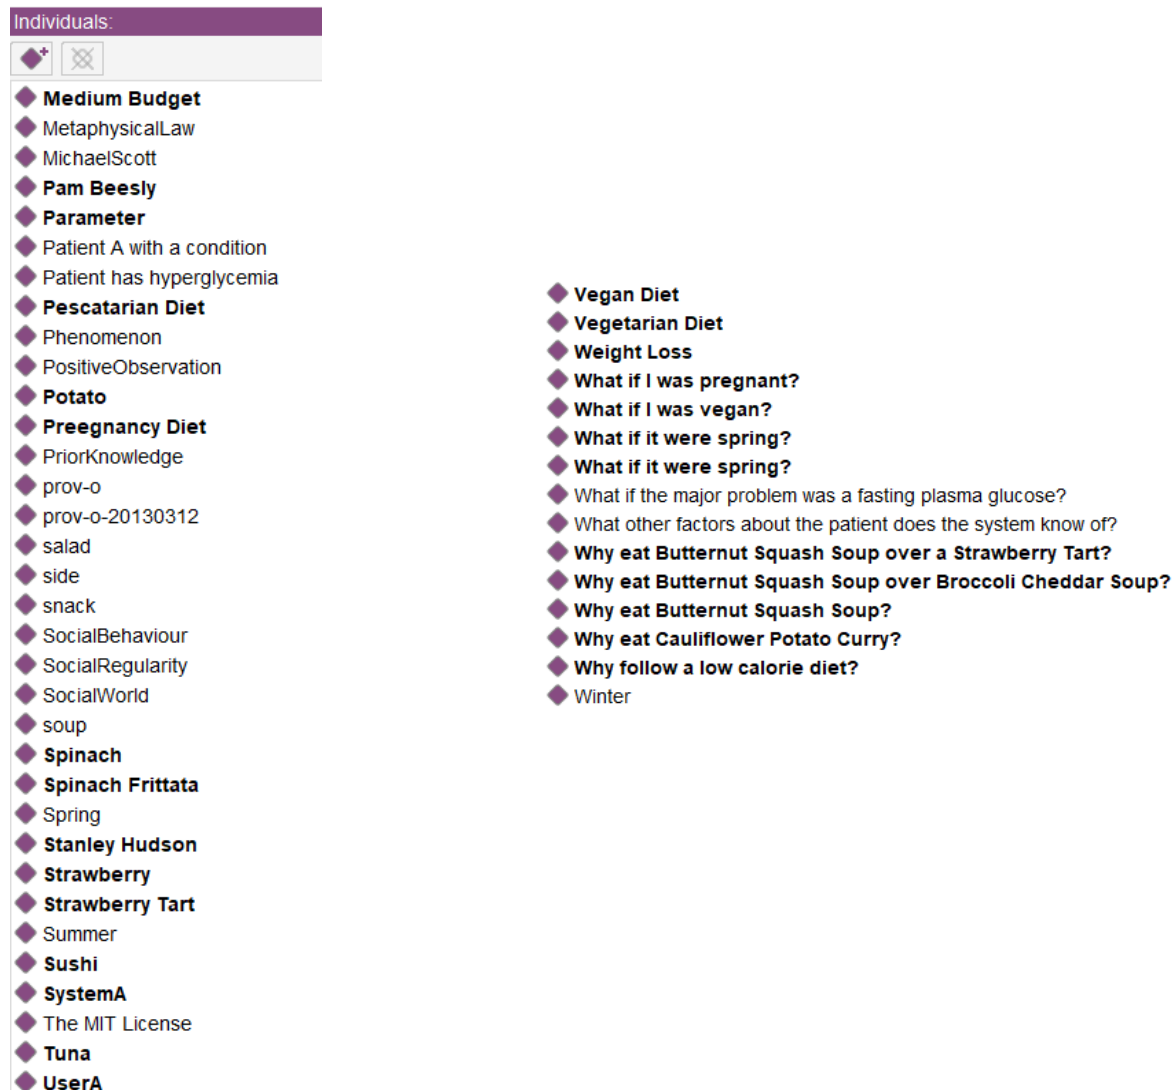 Individuals:
Medium Budget
MetaphysicalLaw
MichaelScott
Pam Beesly
Parameter
Patient A with a condition
Patient has hyperglycemia
Pescatarian Diet
Phenomenon
PositiveObservation
Potato
Preegnancy Diet
PriorKnowledge
prov-o
prov-o-20130312
salad
side
snack
SocialBehaviour
SocialRegularity
SocialWorld
soup
Spinach
Spinach Frittata
Spring
Stanley Hudson
Strawberry
Strawberry Tart
Summer
Sushi
SystemA
The MIT License
Tuna
UserA
Vegan Diet
Vegetarian Diet
Weight Loss
What if I was pregnant?
What if I was vegan?
What if it were spring?
What if it were spring?
What if the major problem was a fasting plasma glucose?
What other factors about the patient does the system know of?
Why eat Butternut Squash Soup over a Strawberry Tart?
Why eat Butternut Squash Soup over Broccoli Cheddar Soup?
Why eat Butternut Squash Soup?
Why eat Cauliflower Potato Curry?
Why follow a low calorie diet?
Winter